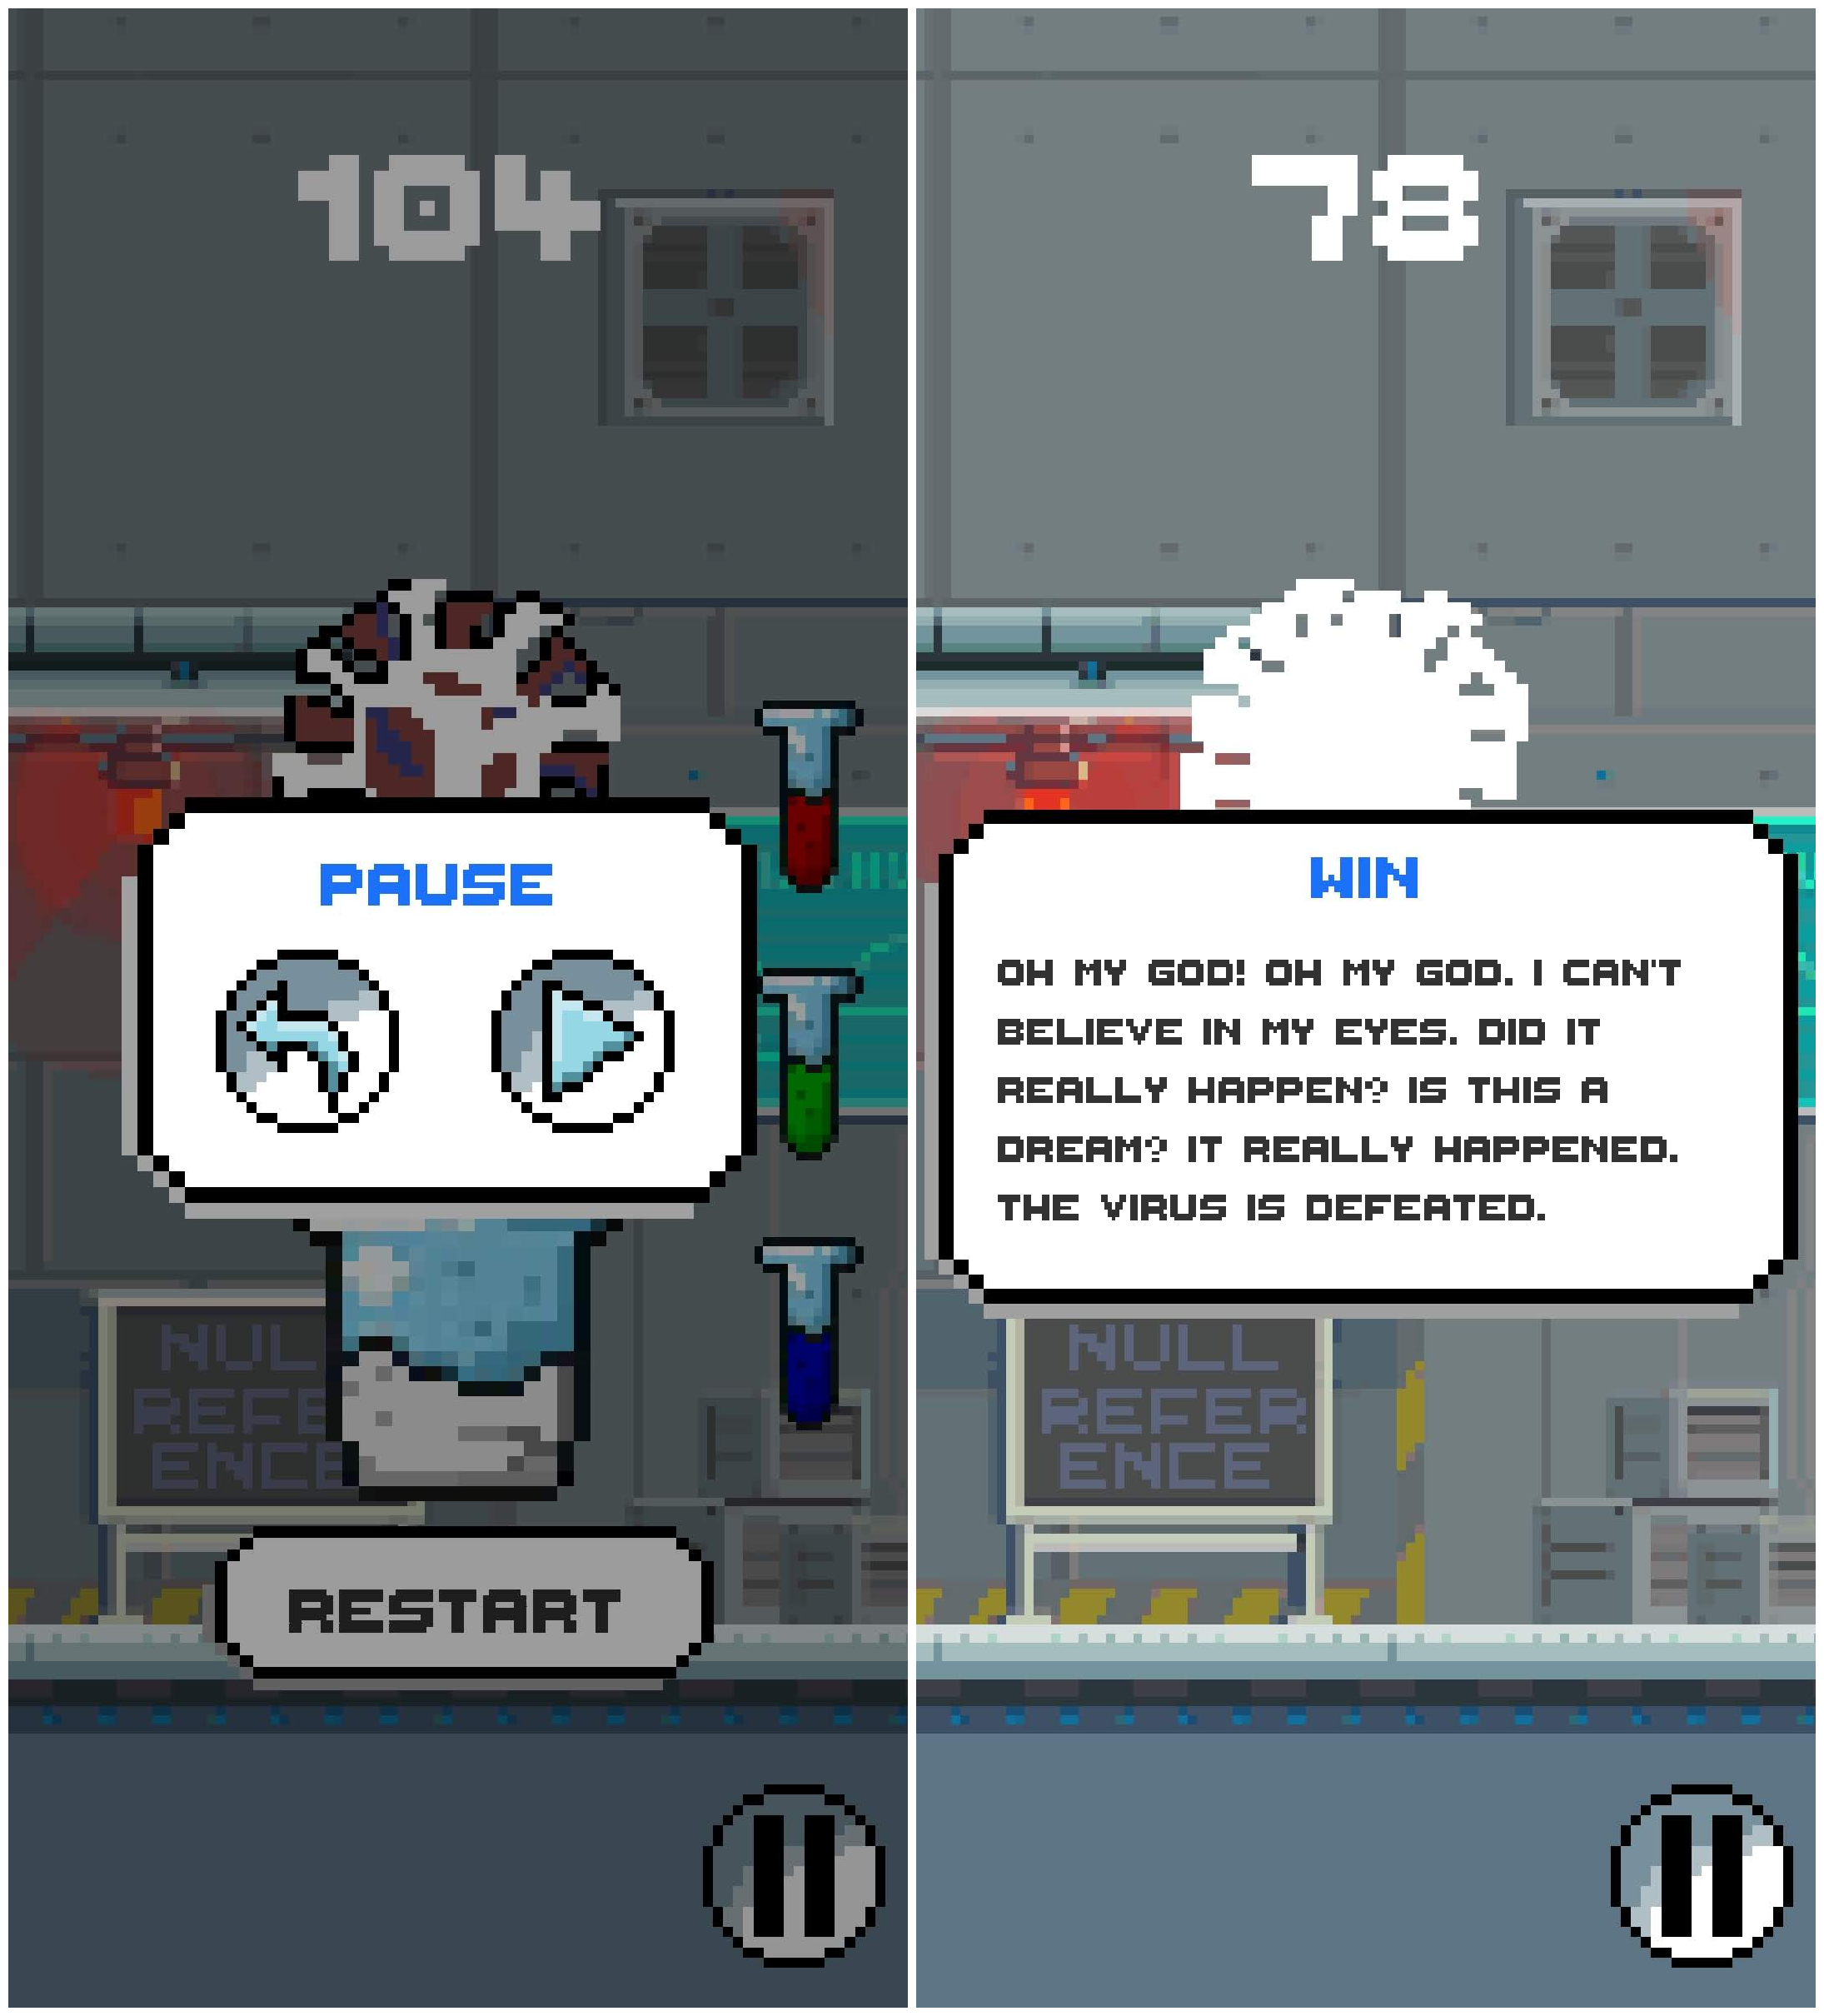 104
PAUSE
NUL
REFE
ENCE
RESTART
78
WIN
OH MY GOD! OH MY GOD. I CAN'T
BELIEVE IN MY EYES. DID IT
REALLY HAPPEN? IS THIS A
DREAM? IT REALLY HAPPENED.
THE VIRUS IS DEFEATED.
NULL
REFER
ENCE